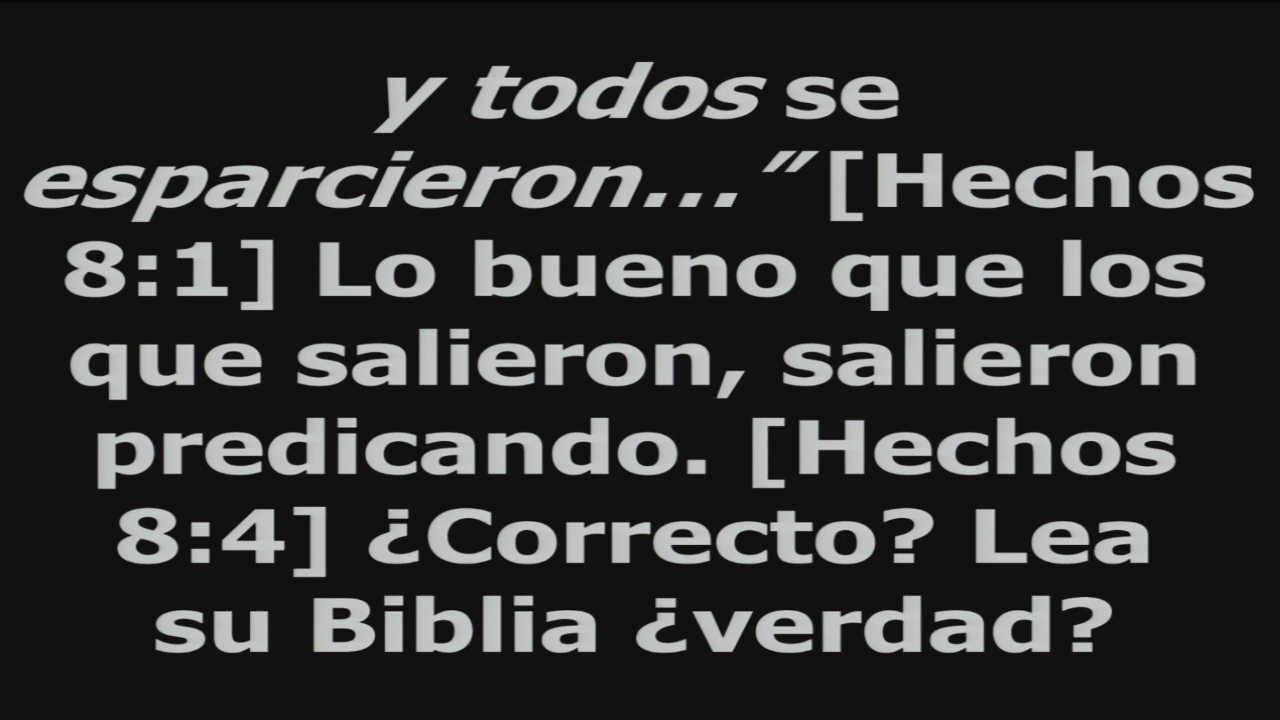 y todos se
esparcieron...” [Hechos
8:1] Lo bueno que los
que salieron, salieron
predicando. [Hechos
8:4] ¿Correcto? Lea
su Biblia ¿verdad?